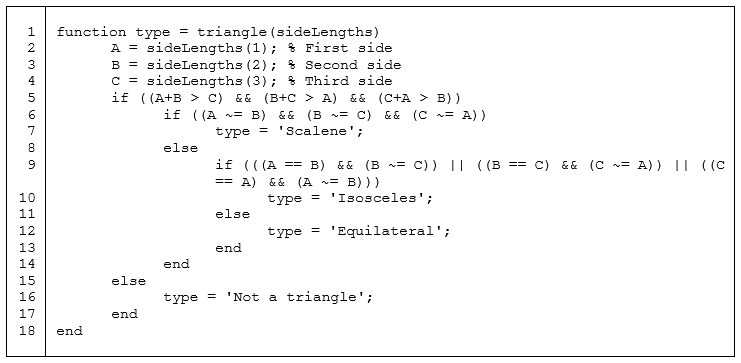 1 function type = triangle(sideLengths)
2 A = sideLengths(1); % First side
3 B = sideLengths(2); % Second side
4 C = sideLengths(3); % Third side
5 if ((A+B > C) && (B+C > A) && (C+A > B))
6 if ((A ~= B) && (B ~= C) && (C ~= A))
7 type = 'Scalene';
8 else
9 if (((A == B) && (B ~= C)) || ((B == C) && (C ~= A)) || ((C
== A) && (A ~= B)))
10 type = 'Isosceles';
11 else
12 type = 'Equilateral';
13 end
14 end
15 else
16 type = 'Not a triangle';
17 end
18 end